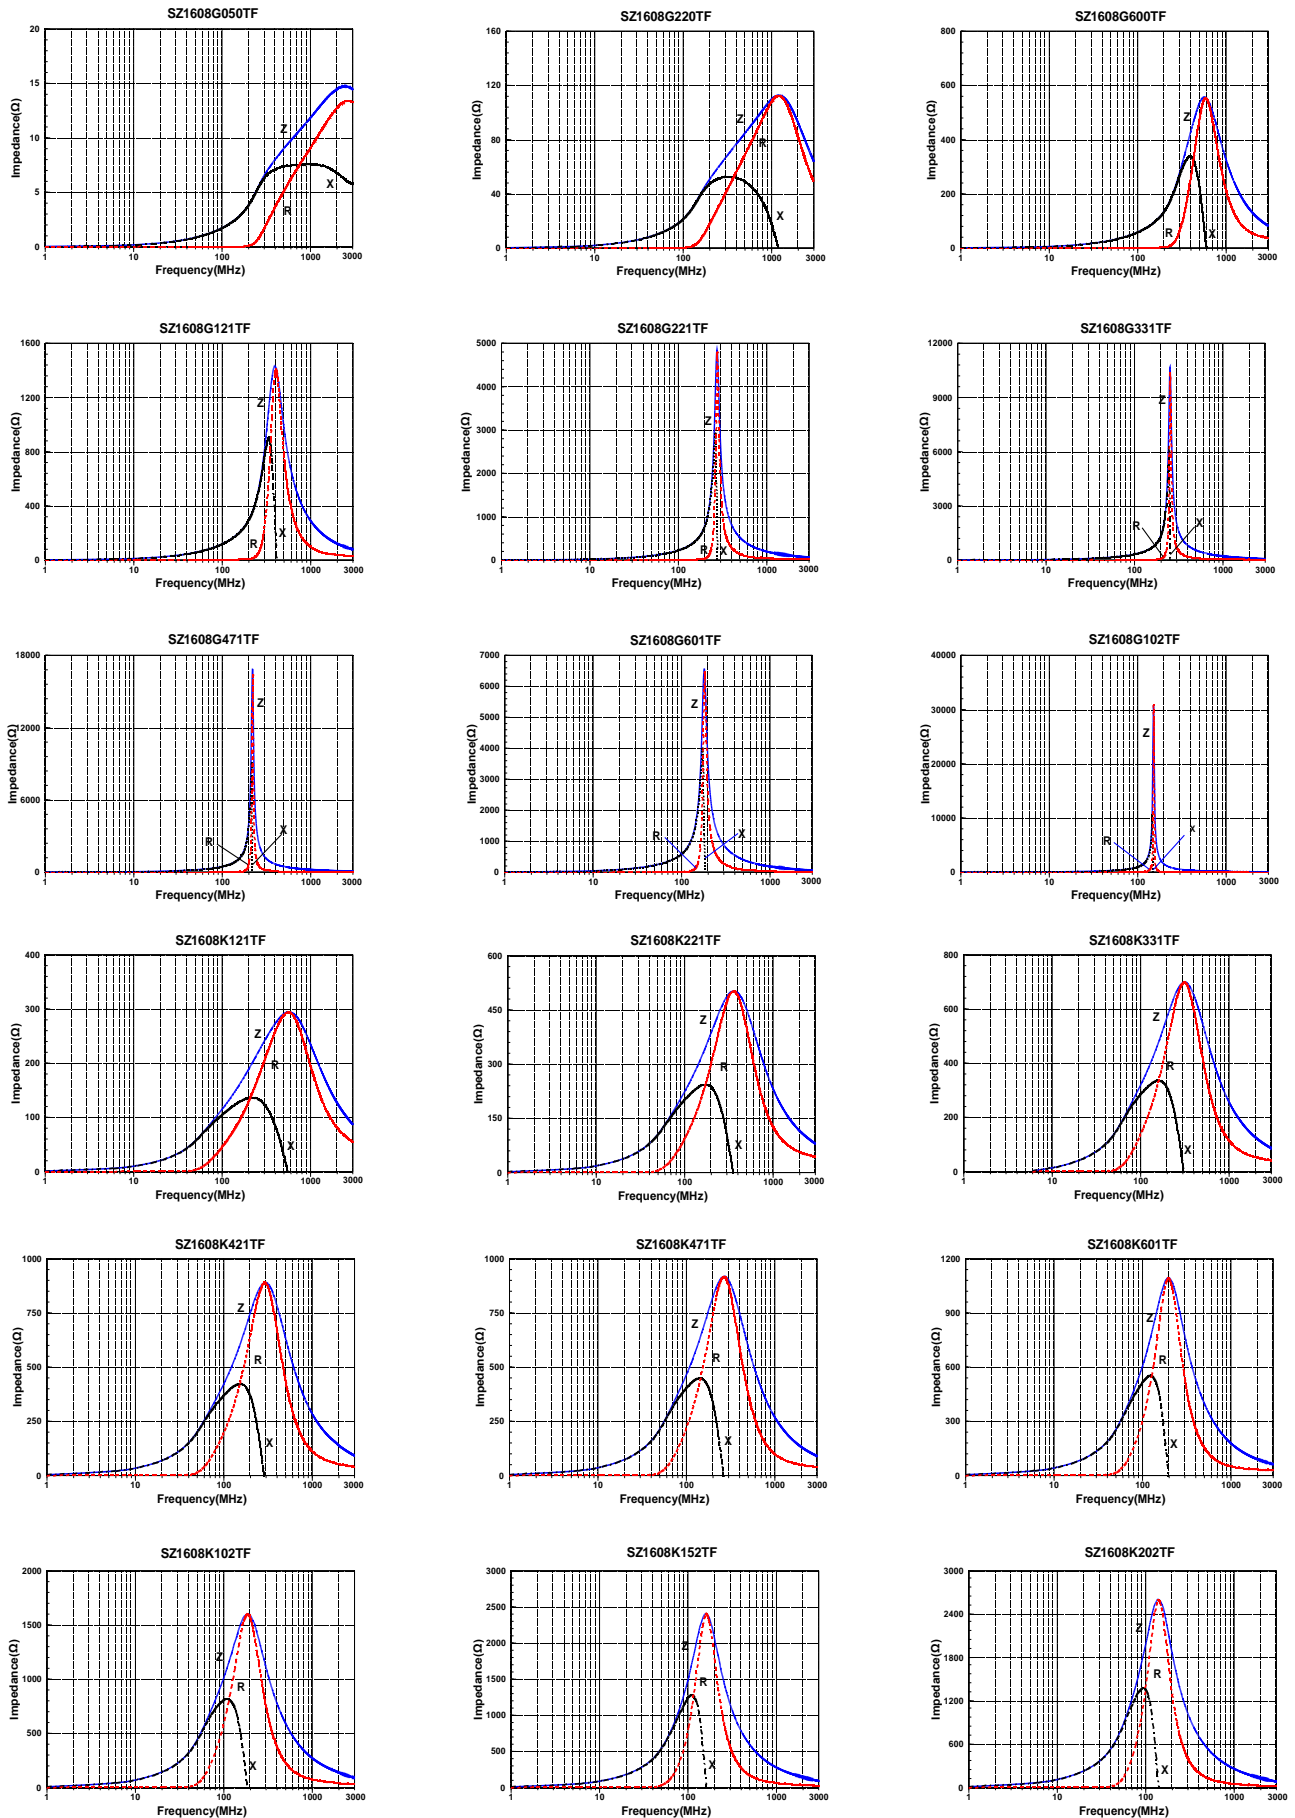 SZ1608G050TF
20
15
10
5
0
Impedance(Ω)
Z
X
R
1
10
100
1000
3000
Frequency(MHz)
SZ1608G220TF
160
120
80
40
0
Impedance(Ω)
Z
R
X
1
10
100
1000
3000
Frequency(MHz)
SZ1608G600TF
800
600
400
200
0
Impedance(Ω)
Z
R
X
1
10
100
1000
3000
Frequency(MHz)
SZ1608G121TF
1600
1200
800
400
0
Impedance(Ω)
Z
R
X
1
10
100
1000
3000
Frequency(MHz)
SZ1608G221TF
5000
4000
3000
2000
1000
0
Impedance(Ω)
Z
R
X
1
10
100
1000
3000
Frequency(MHz)
SZ1608G331TF
12000
9000
6000
3000
0
Impedance(Ω)
Z
R
X
1
10
100
1000
3000
Frequency(MHz)
SZ1608G471TF
18000
12000
6000
0
Impedance(Ω)
Z
R
X
1
10
100
1000
3000
Frequency(MHz)
SZ1608G601TF
7000
6000
5000
4000
3000
2000
1000
0
Impedance(Ω)
Z
R
X
1
10
100
1000
3000
Frequency(MHz)
SZ1608G102TF
40000
30000
20000
10000
0
Impedance(Ω)
Z
R
X
1
10
100
1000
3000
Frequency(MHz)
SZ1608K121TF
400
300
200
100
0
Impedance(Ω)
Z
R
X
1
10
100
1000
3000
Frequency(MHz)
SZ1608K221TF
600
450
300
150
0
Impedance(Ω)
Z
R
X
1
10
100
1000
3000
Frequency(MHz)
SZ1608K331TF
800
600
400
200
0
Impedance(Ω)
Z
R
X
1
10
100
1000
3000
Frequency(MHz)
SZ1608K421TF
1000
750
500
250
0
Impedance(Ω)
Z
R
X
1
10
100
1000
3000
Frequency(MHz)
SZ1608K471TF
1000
750
500
250
0
Impedance(Ω)
Z
R
X
1
10
100
1000
3000
Frequency(MHz)
SZ1608K601TF
1200
900
600
300
0
Impedance(Ω)
Z
R
X
1
10
100
1000
3000
Frequency(MHz)
SZ1608K102TF
2000
1500
1000
500
0
Impedance(Ω)
Z
R
X
1
10
100
1000
3000
Frequency(MHz)
SZ1608K152TF
3000
2500
2000
1500
1000
500
0
Impedance(Ω)
Z
R
X
1
10
100
1000
3000
Frequency(MHz)
SZ1608K202TF
3000
2400
1800
1200
600
0
Impedance(Ω)
Z
R
X
1
10
100
1000
3000
Frequency(MHz)